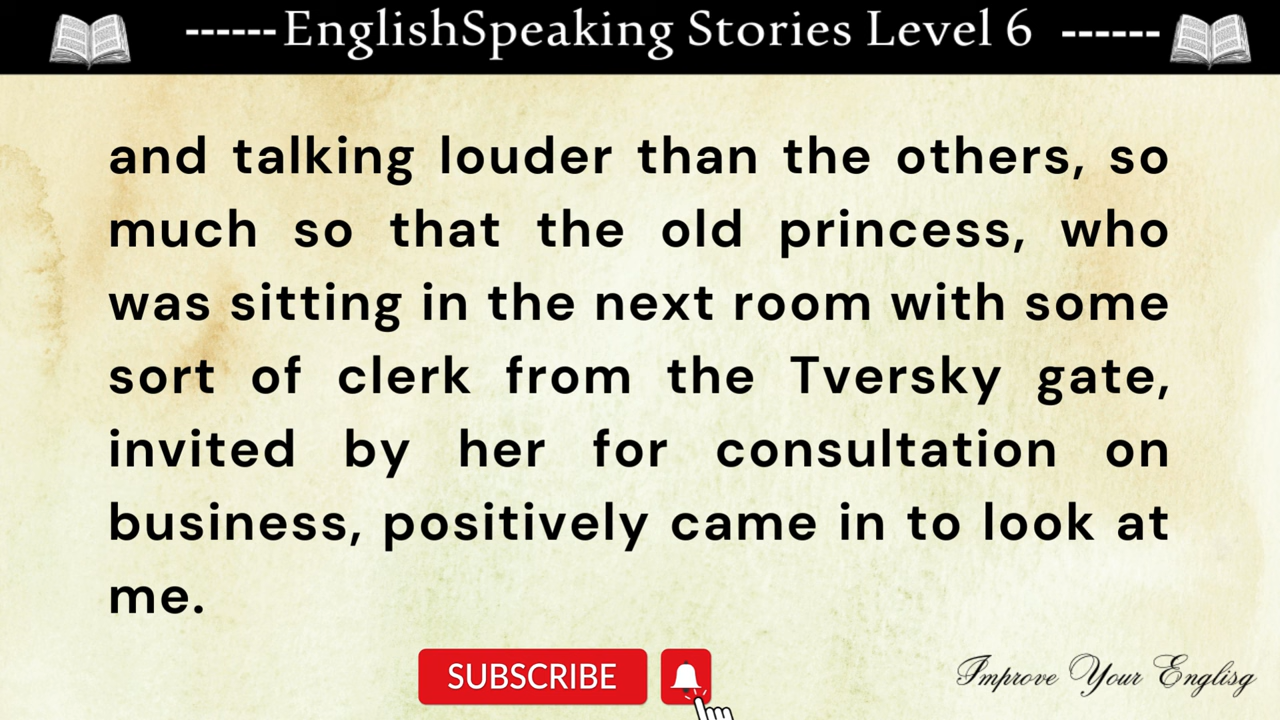 ------EnglishSpeaking Stories Level 6 ------
and talking louder than the others, so
much so that the old princess, who
was sitting in the next room with some
sort of clerk from the Tversky gate,
invited by her for consultation on
business, positively came in to look at
me.
SUBSCRIBE
Improve Your Englisg